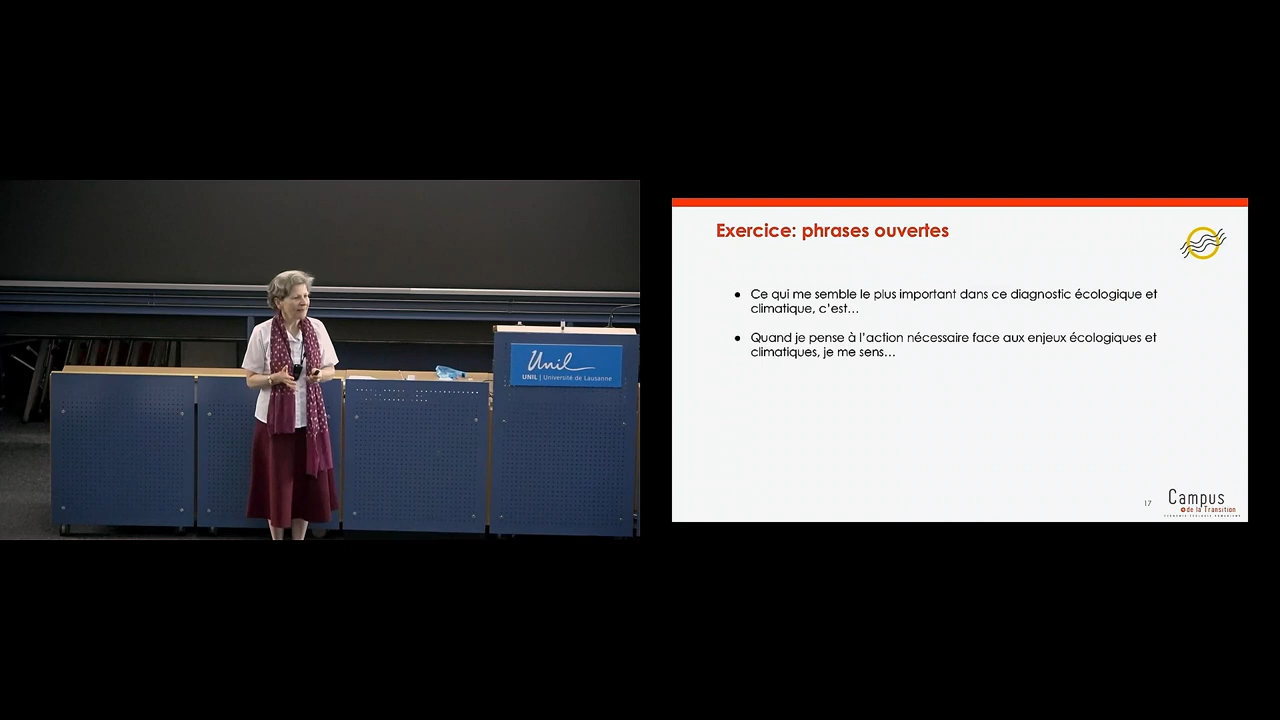 Unil
UNIL | Université de Lausanne
Exercice: phrases ouvertes
● Ce qui me semble le plus important dans ce diagnostic écologique et
climatique, c'est...
● Quand je pense à l'action nécessaire face aux enjeux écologiques et
climatiques, je me sens...
17
Campus
de la Transition